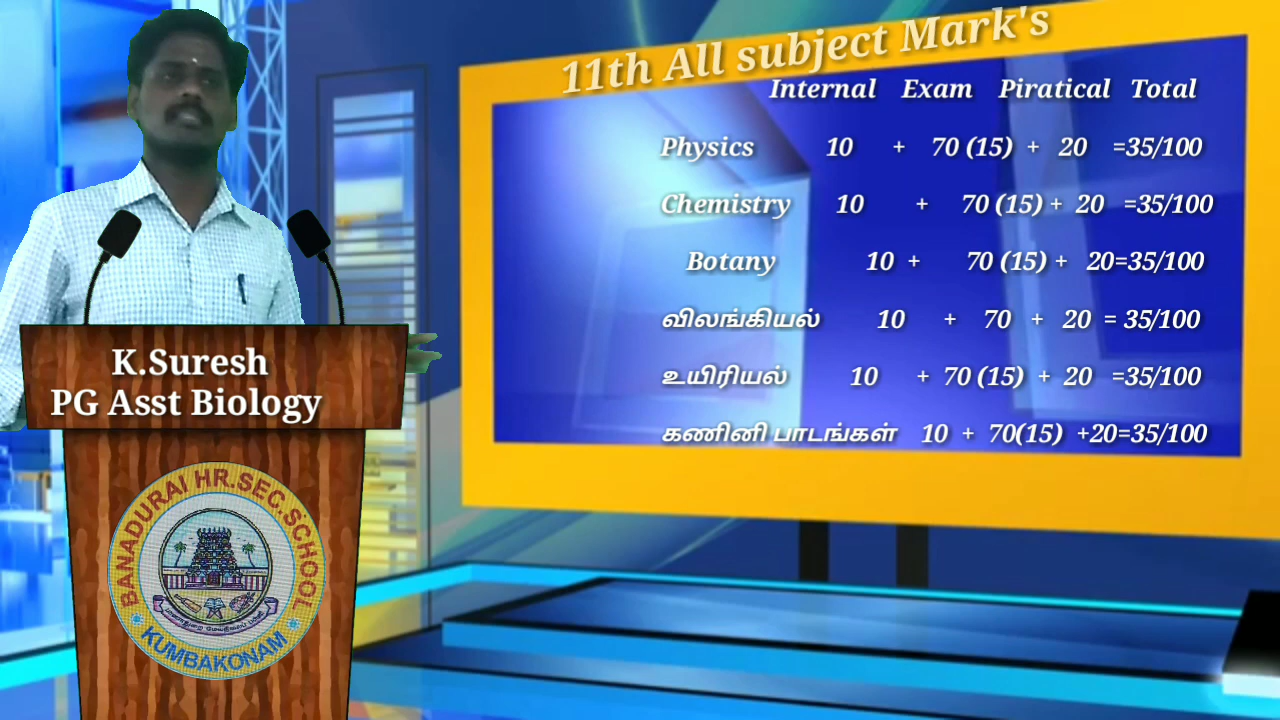 11th All subject Mark's
Internal Exam Piratical Total
Physics 10 + 70 (15) + 20 =35/100
Chemistry 10 + 70 (15) + 20 =35/100
Botany 10 + 70 (15) + 20=35/100
விலங்கியல் 10 + 70 + 20 = 35/100
உயிரியல் 10 + 70 (15) + 20 =35/100
கணினி பாடங்கள் 10 + 70(15) +20=35/100
K.Suresh
PG Asst Biology
BANADURAI HR.SEC.SCHOOL
KUMBAKONAM